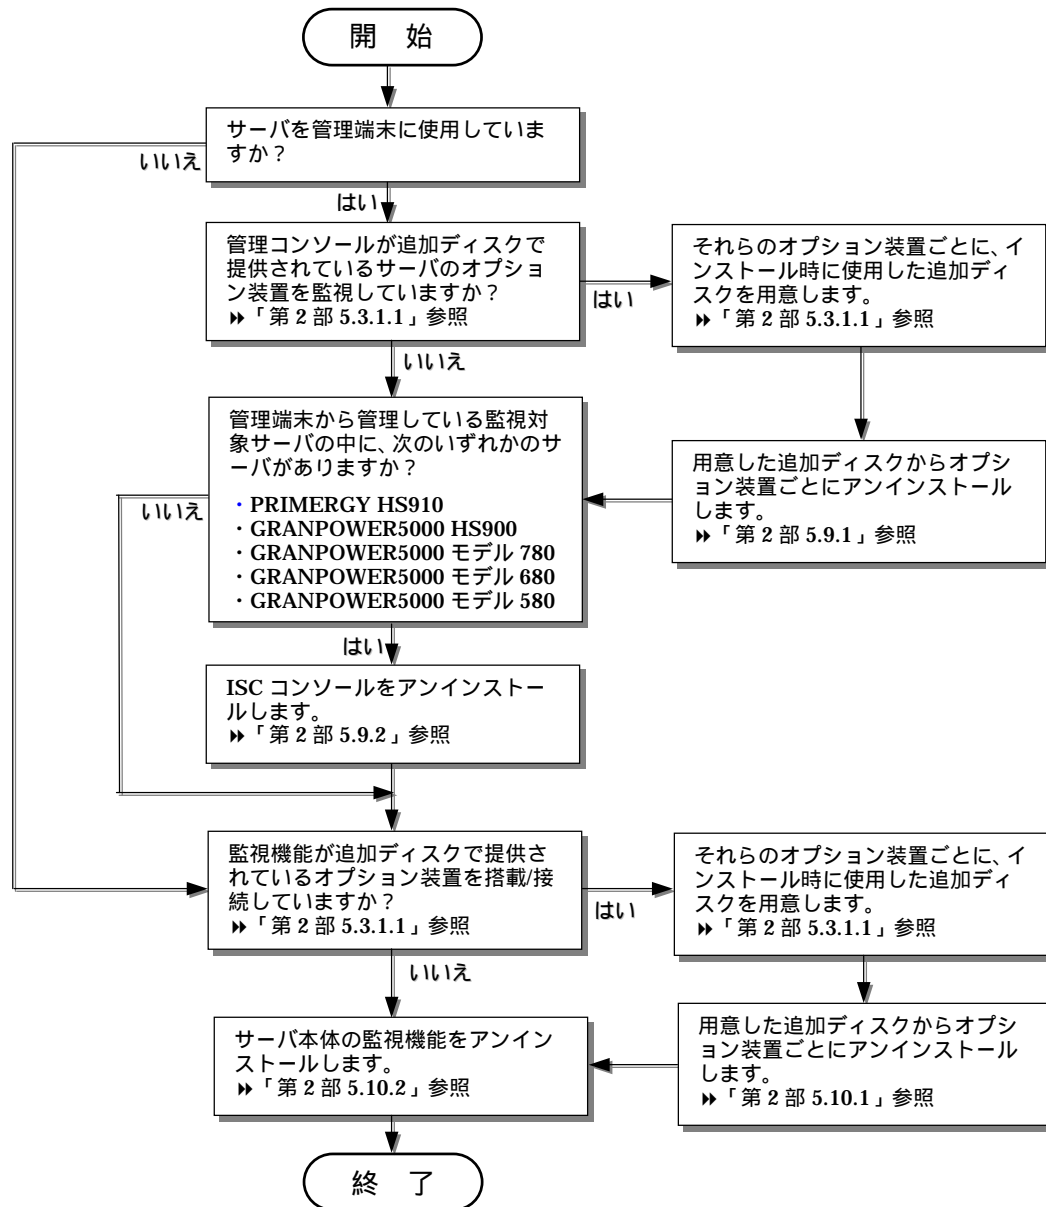 開　始
サーバを管理端末に使用していま
すか？
いいえ
はい
管理コンソールが追加ディスクで
提供されているサーバのオプショ
ン装置を監視していますか？
「第 2 部 5.3.1.1」参照
はい
それらのオプション装置ごとに、イ
ンストール時に使用した追加ディ
スクを用意します。
「第 2 部 5.3.1.1」参照
いいえ
管理端末から管理している監視対
象サーバの中に、次のいずれかのサ
ーバがありますか？
・PRIMERGY HS910
・GRANPOWER5000 HS900
・GRANPOWER5000 モデル 780
・GRANPOWER5000 モデル 680
・GRANPOWER5000 モデル 580
いいえ
用意した追加ディスクからオプシ
ョン装置ごとにアンインストール
します。
「第 2 部 5.9.1」参照
はい
ISC コンソールをアンインストー
ルします。
「第 2 部 5.9.2」参照
監視機能が追加ディスクで提供さ
れているオプション装置を搭載/接
続していますか？
「第 2 部 5.3.1.1」参照
はい
それらのオプション装置ごとに、イ
ンストール時に使用した追加ディ
スクを用意します。
「第 2 部 5.3.1.1」参照
いいえ
サーバ本体の監視機能をアンイン
ストールします。
「第 2 部 5.10.2」参照
用意した追加ディスクからオプシ
ョン装置ごとにアンインストール
します。
「第 2 部 5.10.1」参照
終　了